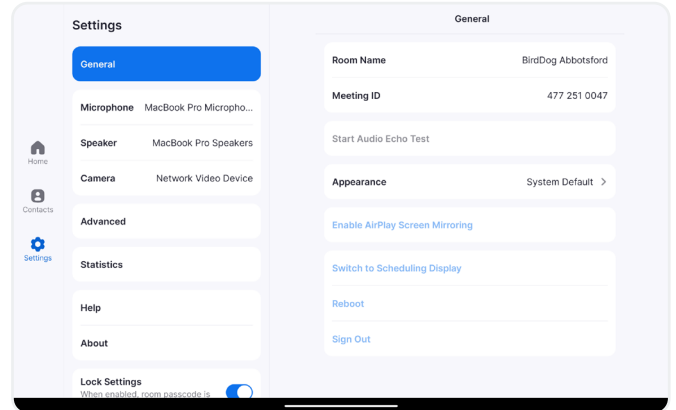 Settings
General
Microphone MacBook Pro Micropho...
Speaker MacBook Pro Speakers
Camera Network Video Device
Advanced
Statistics
Help
About
Lock Settings
When enabled, room passcode is
Home
Contacts
Settings
General
Room Name BirdDog Abbotsford
Meeting ID 477 251 0047
Start Audio Echo Test
Appearance System Default
Enable AirPlay Screen Mirroring
Switch to Scheduling Display
Reboot
Sign Out